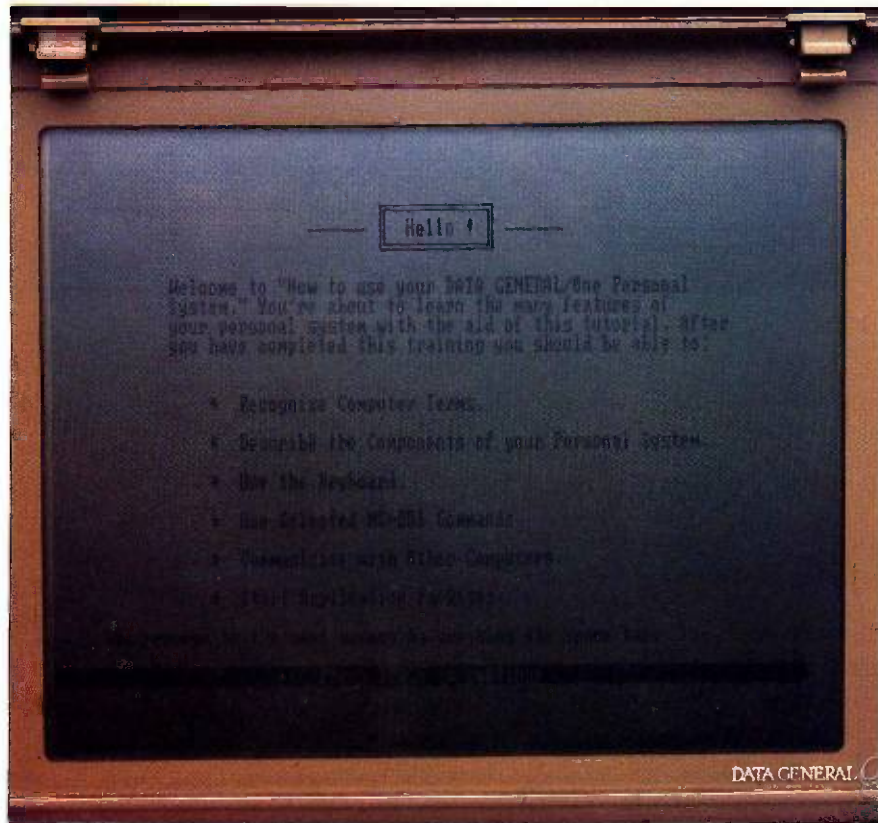 Hello !
Welcome to "How to use your DATA GENERAL/One Personal
System." You're about to learn the many features of
your personal system with the aid of this tutorial. After
you have completed this training you should be able to:
* Recognize Computer Terms.
* Describe the Components of your Personal System.
* Use the Keyboard.
* Use Selected MS-DOS Commands
* Communicate with Other Computers.
* Start Application Packages.
DATA GENERAL